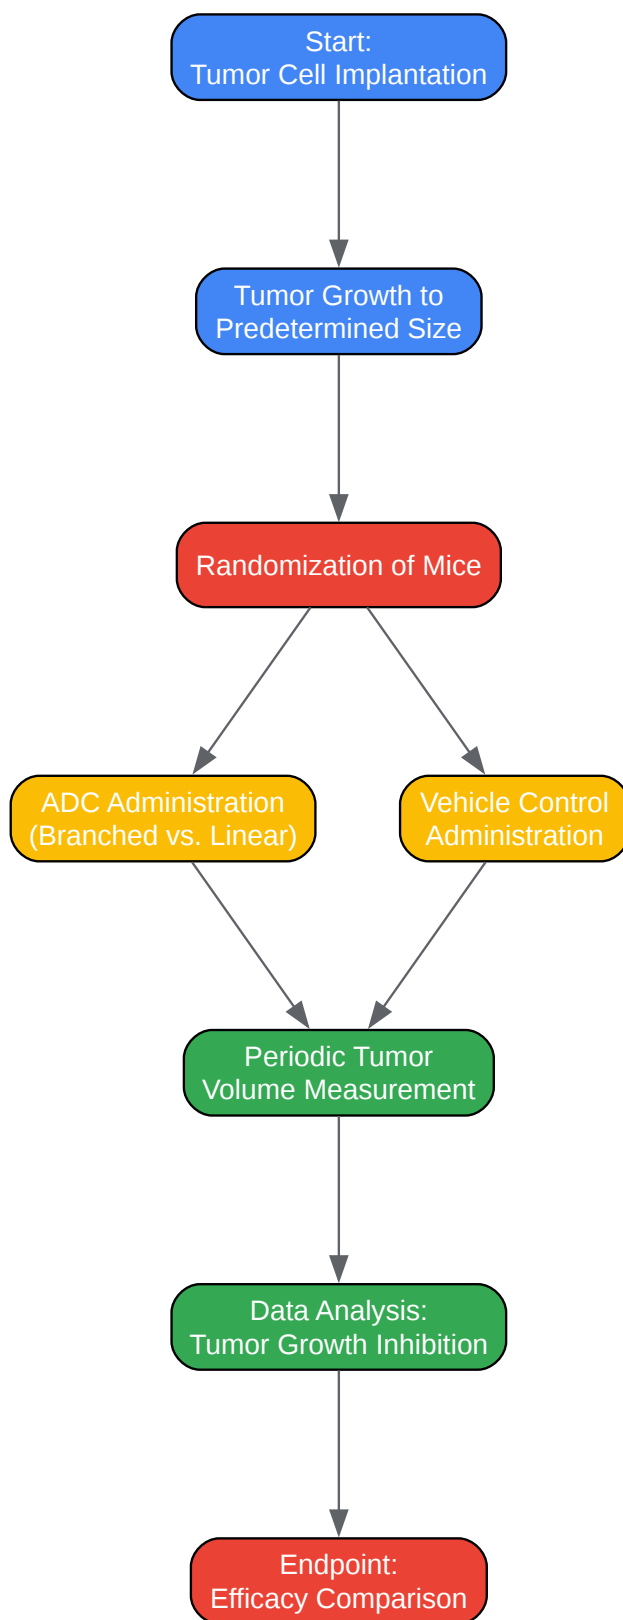 Start:
Tumor Cell Implantation
Tumor Growth to
Predetermined Size
Randomization of Mice
ADC Administration
(Branched vs. Linear)
Vehicle Control
Administration
Periodic Tumor
Volume Measurement
Data Analysis:
Tumor Growth Inhibition
Endpoint:
Efficacy Comparison